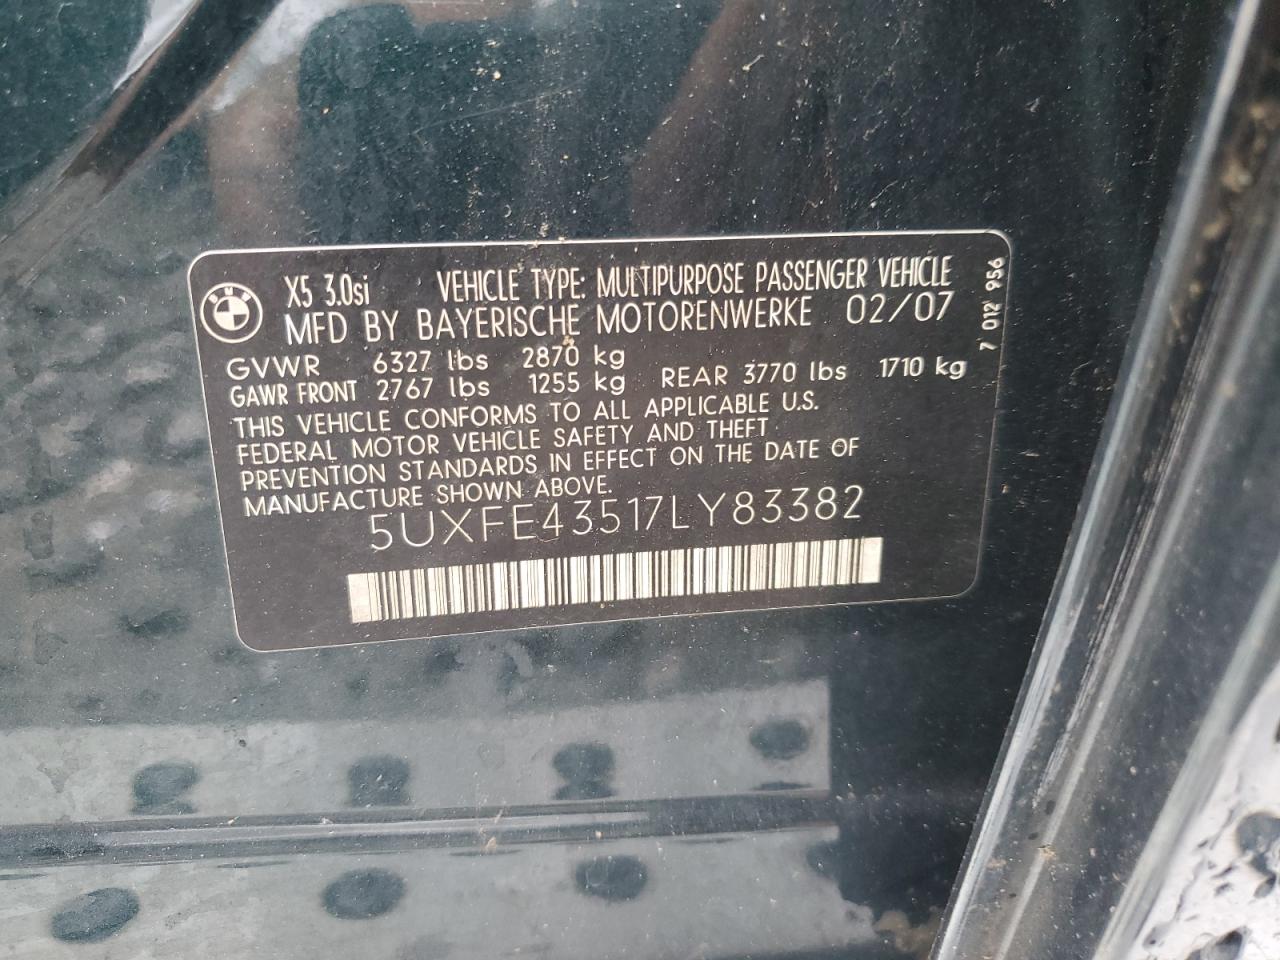 BMW
X5 3.0si VEHICLE TYPE: MULTIPURPOSE PASSENGER VEHICLE
MFD BY BAYERISCHE MOTORENWERKE 02/07
GVWR 6327 lbs 2870 kg
GAWR FRONT 2767 lbs 1255 kg REAR 3770 lbs 1710 kg
THIS VEHICLE CONFORMS TO ALL APPLICABLE U.S.
FEDERAL MOTOR VEHICLE SAFETY AND THEFT
PREVENTION STANDARDS IN EFFECT ON THE DATE OF
MANUFACTURE SHOWN ABOVE.
5UXFE43517LY83382
7 012 956